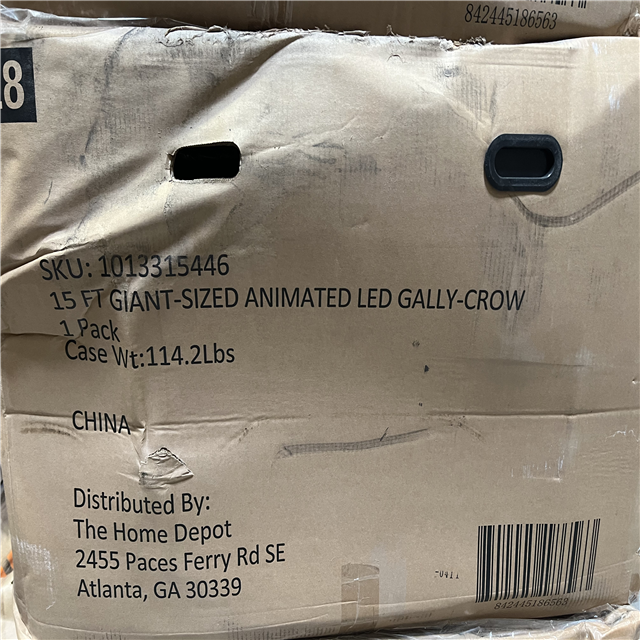 842445186563
8
SKU: 1013315446
15 FT GIANT-SIZED ANIMATED LED GALLY-CROW
1 Pack
Case Wt:114.2Lbs
CHINA
Distributed By:
The Home Depot
2455 Paces Ferry Rd SE
Atlanta, GA 30339
-0411
842445186563